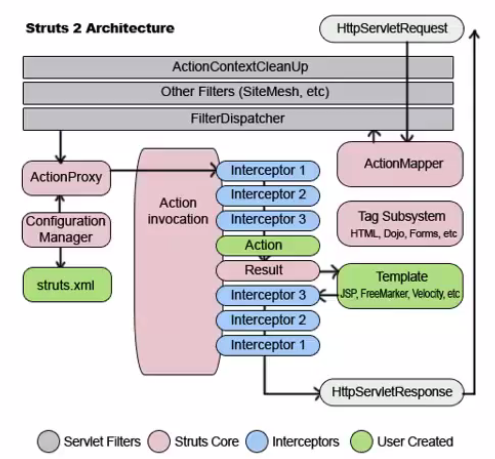 Struts 2 Architecture
HttpServletRequest
ActionContextCleanUp
Other Filters (SiteMesh, etc)
FilterDispatcher
ActionProxy
Configuration
Manager
struts.xml
Action
invocation
Interceptor 1
Interceptor 2
Interceptor 3
Action
Result
Interceptor 3
Interceptor 2
Interceptor 1
ActionMapper
Tag Subsystem
HTML, Dojo, Forms, etc
Template
JSP, FreeMarker, Velocity, etc
HttpServletResponse
Servlet Filters
Struts Core
Interceptors
User Created